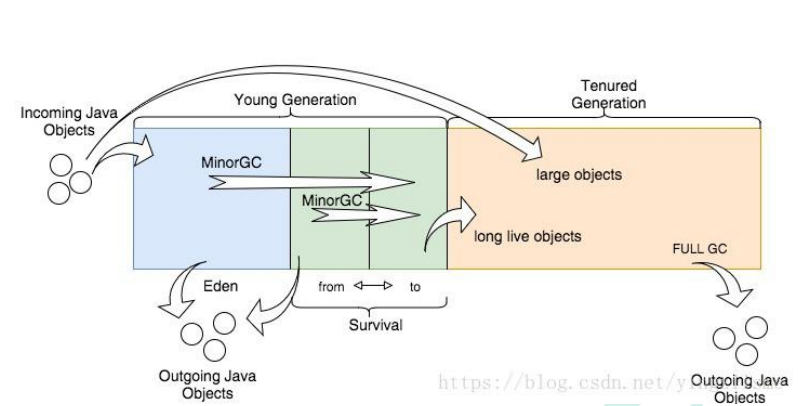 Tenured
Generation
Young Generation
Incoming Java
Objects
MinorGC
large objects
MinorGC
long live objects
FULL GC
Eden
from
to
Survival
Outgoing Java
Objects
https://blog.csdn.net/
Outgoing Java
Objects